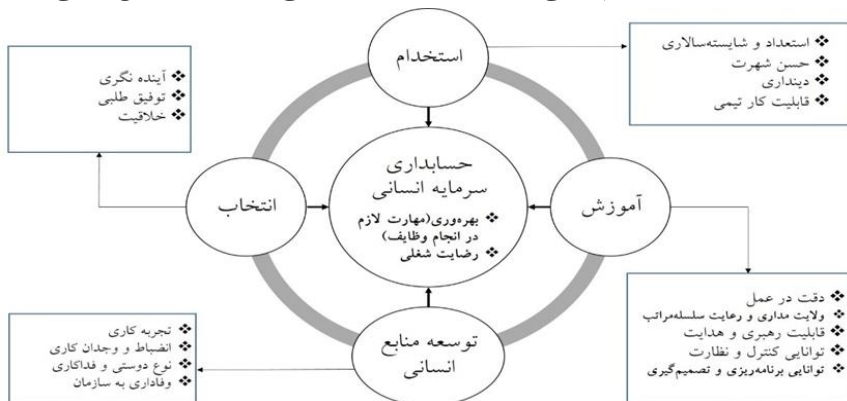 استخدام
❖ استعداد و شایسته‌سالاری
❖ حسن شهرت
❖ دینداری
❖ قابلیت کار تیمی
❖ آینده نگری
❖ توفیق طلبی
❖ خلاقیت
حسابداری
سرمایه انسانی
❖ بهره‌وری(مهارت لازم
در انجام وظایف)
❖ رضایت شغلی
آموزش
انتخاب
❖ دقت در عمل
❖ ولایت مداری و رعایت سلسله‌مراتب
❖ قابلیت رهبری و هدایت
❖ توانایی کنترل و نظارت
❖ توانایی برنامه‌ریزی و تصمیم‌گیری
توسعه منابع
انسانی
❖ تجربه کاری
❖ انضباط و وجدان کاری
❖ نوع دوستی و فداکاری
❖ وفاداری به سازمان